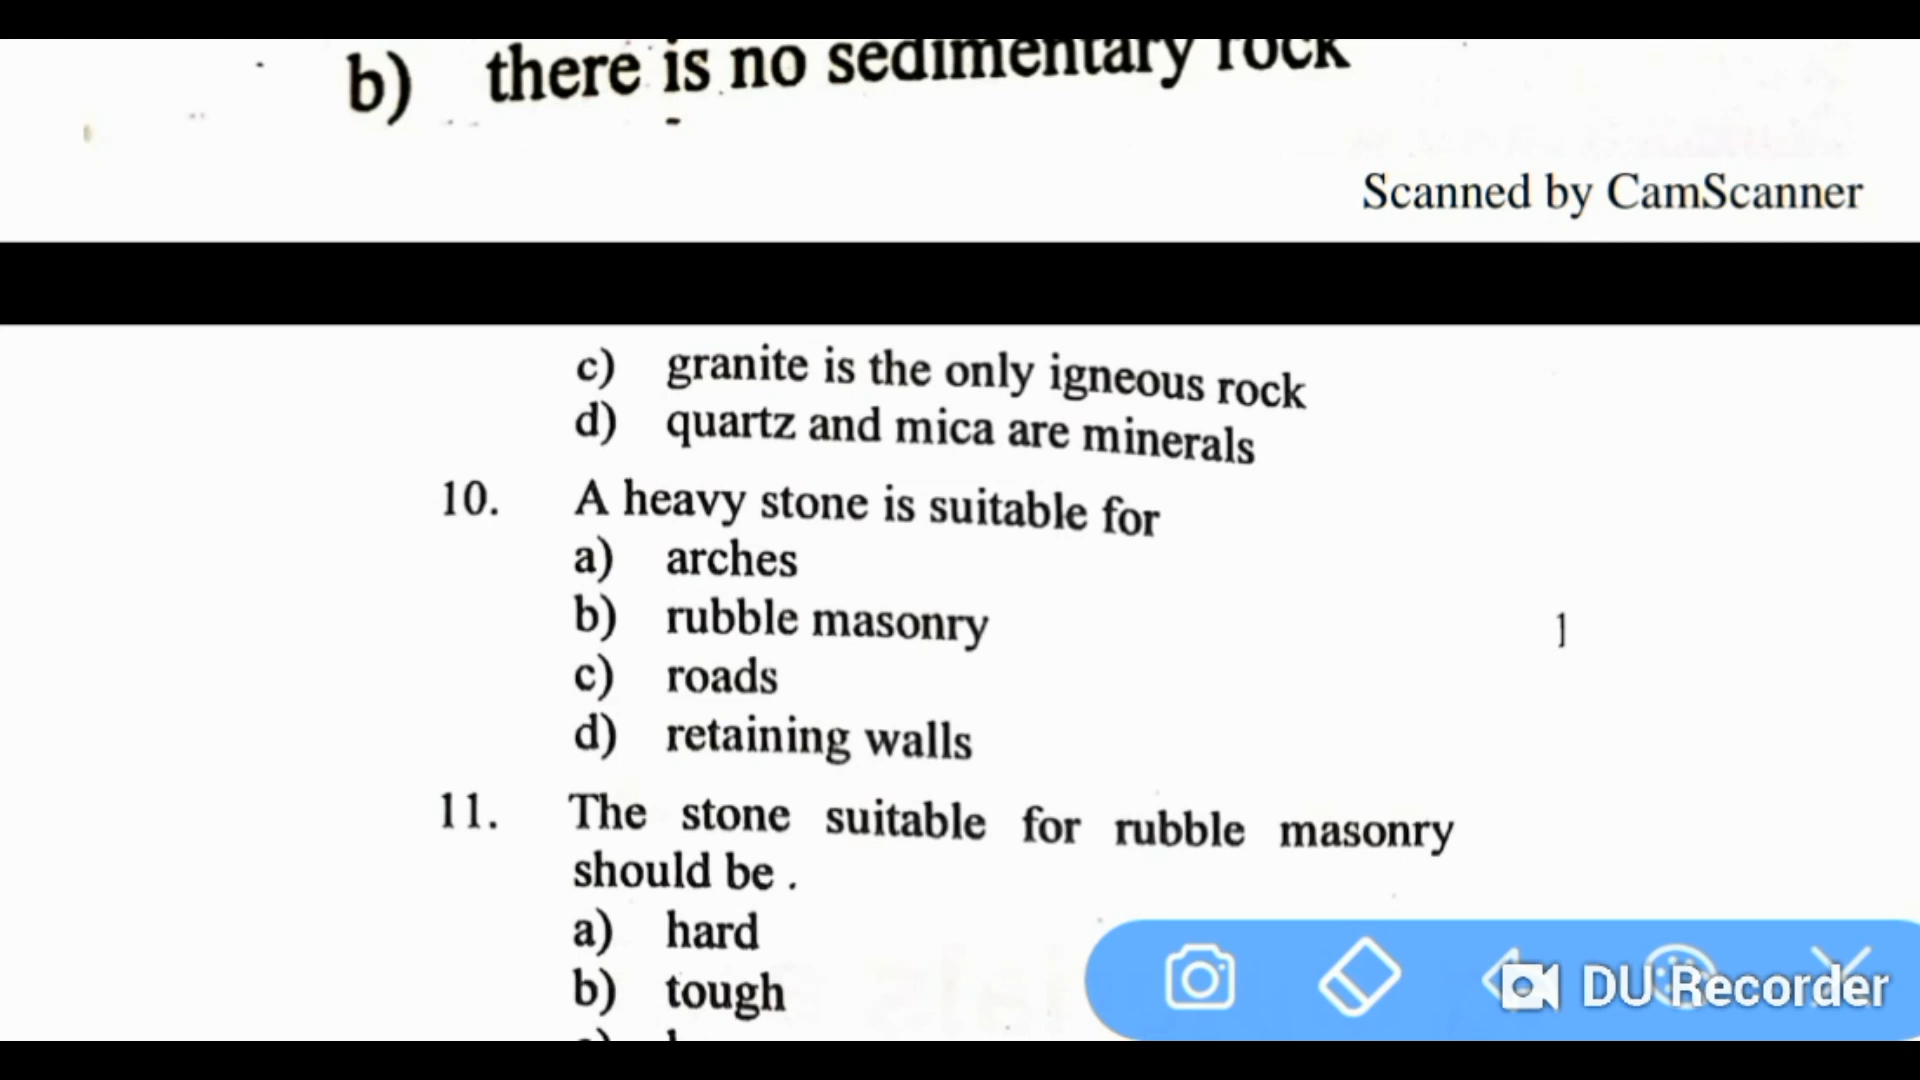 b) there is no sedimentary rock
Scanned by CamScanner
c) granite is the only igneous rock
d) quartz and mica are minerals
10. A heavy stone is suitable for
a) arches
b) rubble masonry
1
c) roads
d) retaining walls
11. The stone suitable for rubble masonry
should be .
a) hard
b) tough
DU Recorder